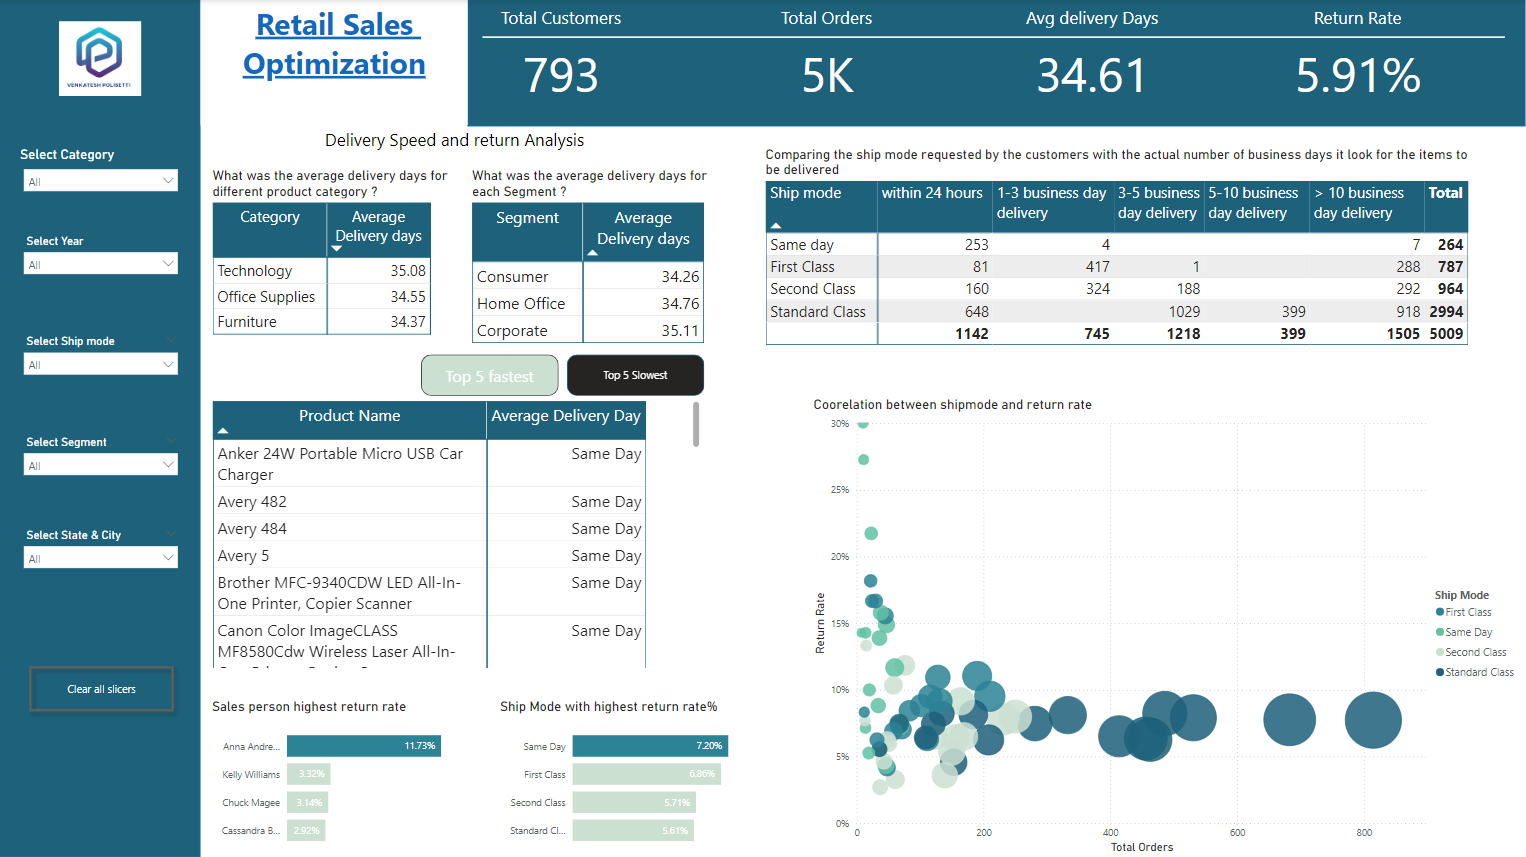 VENKATESH POLISETTI
Retail Sales
Optimization
Total Customers
793
Total Orders
5K
Avg delivery Days
34.61
Return Rate
5.91%
Select Category
All
Select Year
All
Select Ship mode
All
Select Segment
All
Select State & City
All
Clear all slicers
Delivery Speed and return Analysis
What was the average delivery days for
different product category ?
Category Average
Delivery days
Technology 35.08
Office Supplies 34.55
Furniture 34.37
What was the average delivery days for
each Segment ?
Segment Average
Delivery days
Consumer 34.26
Home Office 34.76
Corporate 35.11
Top 5 fastest
Top 5 Slowest
Product Name Average Delivery Day
Anker 24W Portable Micro USB Car Same Day
Charger
Avery 482 Same Day
Avery 484 Same Day
Avery 5 Same Day
Brother MFC-9340CDW LED All-In- Same Day
One Printer, Copier Scanner
Canon Color ImageCLASS Same Day
MF8580Cdw Wireless Laser All-In-
Sales person highest return rate
Anna Andre... 11.73%
Kelly Williams 3.32%
Chuck Magee 3.14%
Cassandra B... 2.92%
Ship Mode with highest return rate%
Same Day 7.20%
First Class 6.86%
Second Class 5.71%
Standard Cl... 5.61%
Comparing the ship mode requested by the customers with the actual number of business days it look for the items to
be delivered
Ship mode within 24 hours 1-3 business day 3-5 business 5-10 business > 10 business Total
delivery day delivery day delivery day delivery
Same day 253 4 7 264
First Class 81 417 1 288 787
Second Class 160 324 188 292 964
Standard Class 648 1029 399 918 2994
1142 745 1218 399 1505 5009
Coorelation between shipmode and return rate
30%
25%
20%
15%
10%
5%
0%
Return Rate
0 200 400 600 800
Total Orders
Ship Mode
First Class
Same Day
Second Class
Standard Class